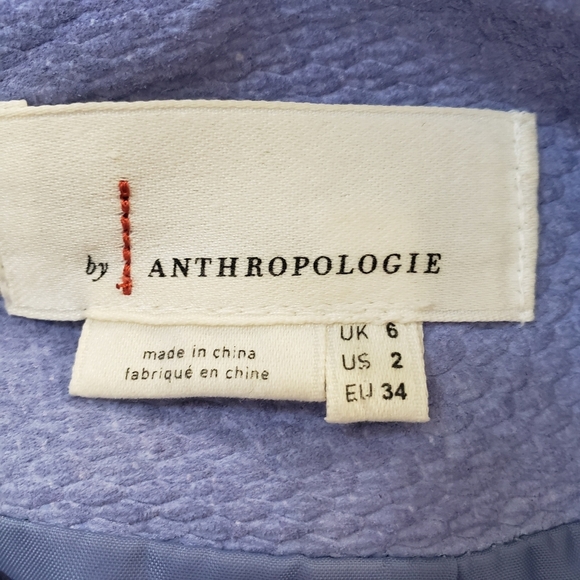 by ANTHROPOLOGIE
made in china
fabriqué en chine
UK 6
US 2
EU 34